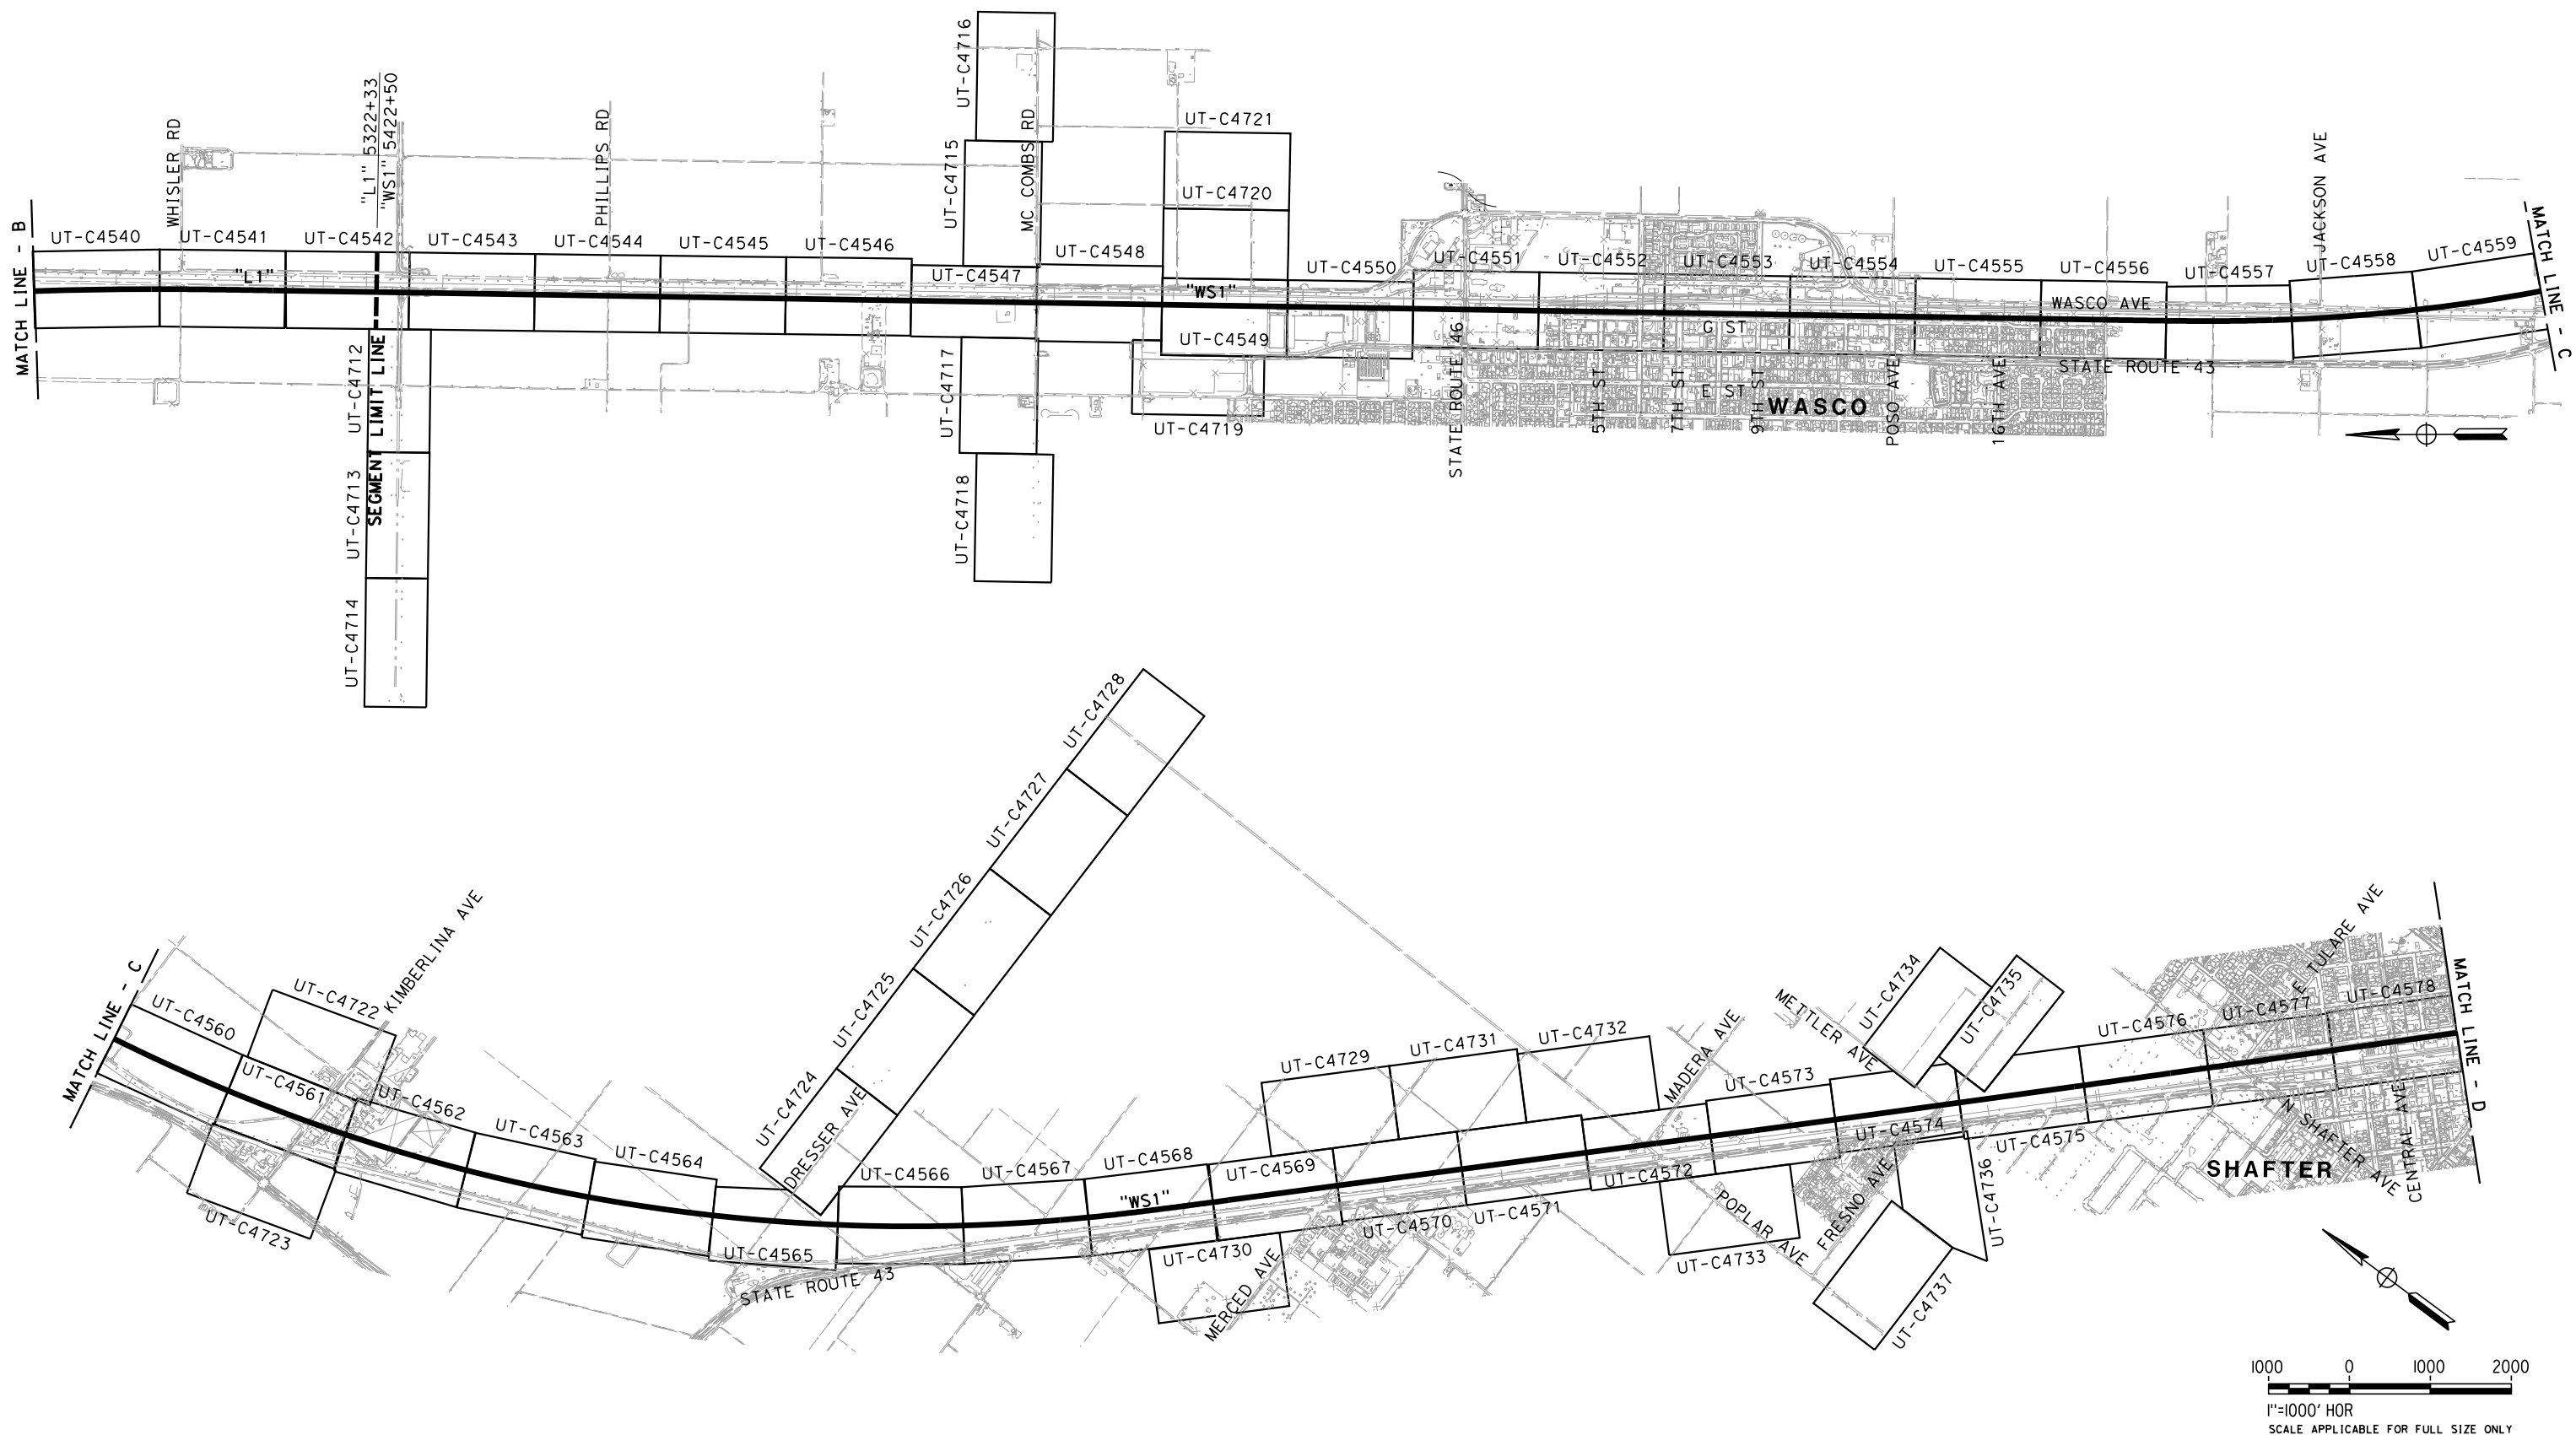 UT-C4716
"L1" 5322+33
"WS1" 5422+50
WHISLER RD
PHILLIPS RD
MC COMBS RD
UT-C4715
UT-C4721
UT-C4720
JACKSON AVE
MATCH LINE - B
UT-C4540
UT-C4541
UT-C4542
UT-C4543
UT-C4544
UT-C4545
UT-C4546
UT-C4547
UT-C4548
UT-C4550
UT-C4551
UT-C4552
UT-C4553
UT-C4554
UT-C4555
UT-C4556
UT-C4557
UT-C4558
UT-C4559
MATCH LINE - C
"L1"
"WS1"
WASCO AVE
G ST
UT-C4549
STATE ROUTE 43
E ST
WASCO
STATE ROUTE 46
5TH ST
7TH ST
9TH ST
POSO AVE
16TH AVE
UT-C4712
SEGMENT LIMIT LINE
UT-C4713
UT-C4714
UT-C4717
UT-C4718
UT-C4719
UT-C4728
UT-C4727
UT-C4726
UT-C4725
UT-C4724
DRESSER AVE
MATCH LINE - C
KIMBERLINA AVE
UT-C4722
UT-C4560
UT-C4561
UT-C4562
UT-C4563
UT-C4564
UT-C4723
UT-C4565
UT-C4566
UT-C4567
UT-C4568
UT-C4569
"WS1"
STATE ROUTE 43
UT-C4729
UT-C4731
UT-C4732
UT-C4730
MERCED AVE
UT-C4570
UT-C4571
UT-C4572
UT-C4573
UT-C4574
UT-C4575
UT-C4576
UT-C4577
UT-C4578
MADERA AVE
METTLER AVE
UT-C4734
UT-C4735
UT-C4733
POPLAR AVE
FRESNO AVE
UT-C4736
UT-C4737
E TULARE AVE
MATCH LINE - D
N SHAFTER AVE
CENTRAL AVE
SHAFTER
1000 0 1000 2000
1"=1000' HOR
SCALE APPLICABLE FOR FULL SIZE ONLY